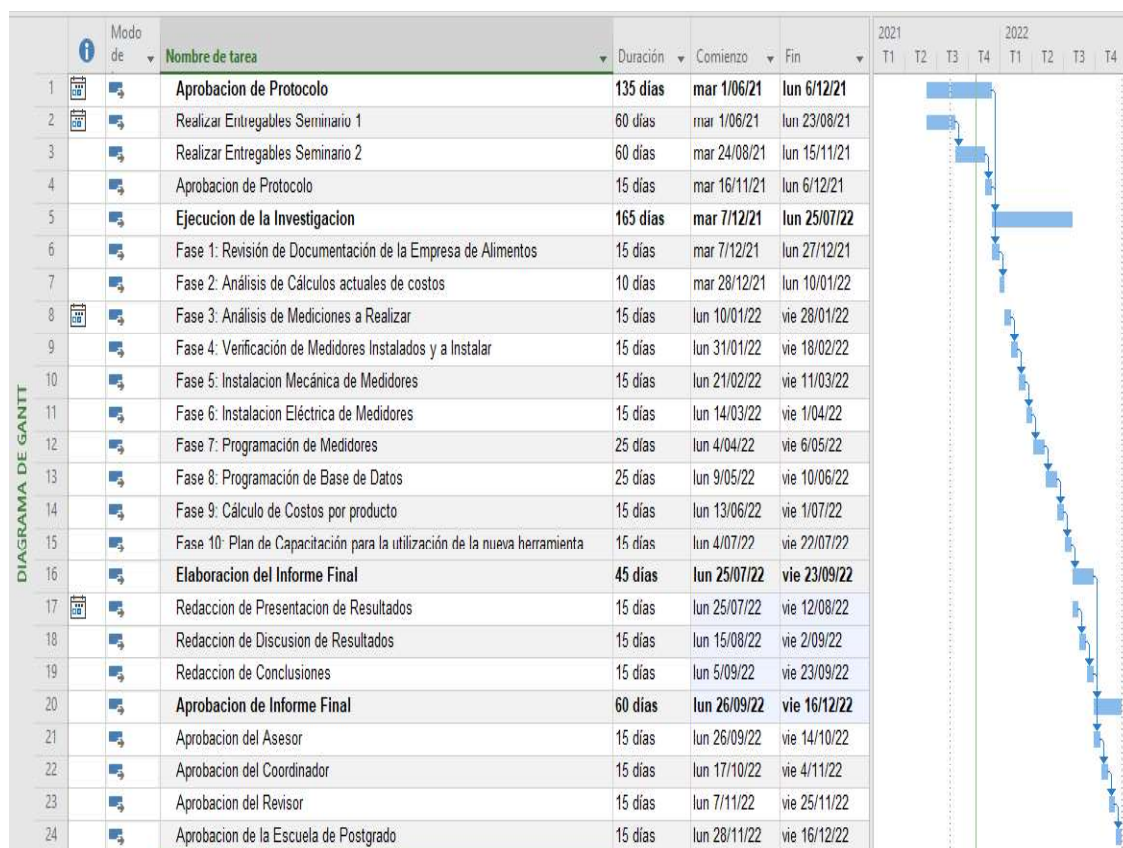 2021 2022
Modo de Nombre de tarea Duración Comienzo Fin T1 T2 T3 T4 T1 T2 T3 T4
1 Aprobacion de Protocolo 135 días mar 1/06/21 lun 6/12/21
2 Realizar Entregables Seminario 1 60 días mar 1/06/21 lun 23/08/21
3 Realizar Entregables Seminario 2 60 días mar 24/08/21 lun 15/11/21
4 Aprobacion de Protocolo 15 días mar 16/11/21 lun 6/12/21
5 Ejecucion de la Investigacion 165 días mar 7/12/21 lun 25/07/22
6 Fase 1: Revisión de Documentación de la Empresa de Alimentos 15 días mar 7/12/21 lun 27/12/21
7 Fase 2: Análisis de Cálculos actuales de costos 10 días mar 28/12/21 lun 10/01/22
8 Fase 3: Análisis de Mediciones a Realizar 15 días lun 10/01/22 vie 28/01/22
9 Fase 4: Verificación de Medidores Instalados y a Instalar 15 días lun 31/01/22 vie 18/02/22
10 Fase 5: Instalacion Mecánica de Medidores 15 días lun 21/02/22 vie 11/03/22
11 Fase 6: Instalacion Eléctrica de Medidores 15 días lun 14/03/22 vie 1/04/22
12 Fase 7: Programación de Medidores 25 días lun 4/04/22 vie 6/05/22
13 Fase 8: Programación de Base de Datos 25 días lun 9/05/22 vie 10/06/22
14 Fase 9: Cálculo de Costos por producto 15 días lun 13/06/22 vie 1/07/22
15 Fase 10: Plan de Capacitación para la utilización de la nueva herramienta 15 días lun 4/07/22 vie 22/07/22
16 Elaboracion del Informe Final 45 días lun 25/07/22 vie 23/09/22
17 Redaccion de Presentacion de Resultados 15 días lun 25/07/22 vie 12/08/22
18 Redaccion de Discusion de Resultados 15 días lun 15/08/22 vie 2/09/22
19 Redaccion de Conclusiones 15 días lun 5/09/22 vie 23/09/22
20 Aprobacion de Informe Final 60 días lun 26/09/22 vie 16/12/22
21 Aprobacion del Asesor 15 días lun 26/09/22 vie 14/10/22
22 Aprobacion del Coordinador 15 días lun 17/10/22 vie 4/11/22
23 Aprobacion del Revisor 15 días lun 7/11/22 vie 25/11/22
24 Aprobacion de la Escuela de Postgrado 15 días lun 28/11/22 vie 16/12/22
DIAGRAMA DE GANTT